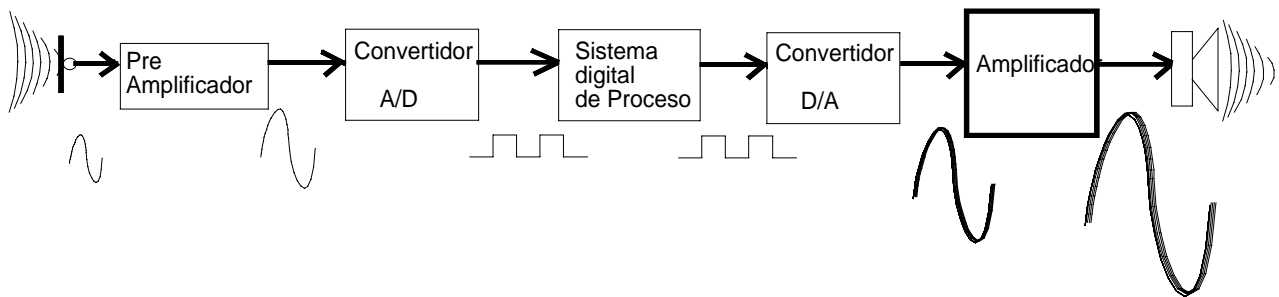 Pre
Amplificador
Convertidor
A/D
Sistema
digital
de Proceso
Convertidor
D/A
Amplificado